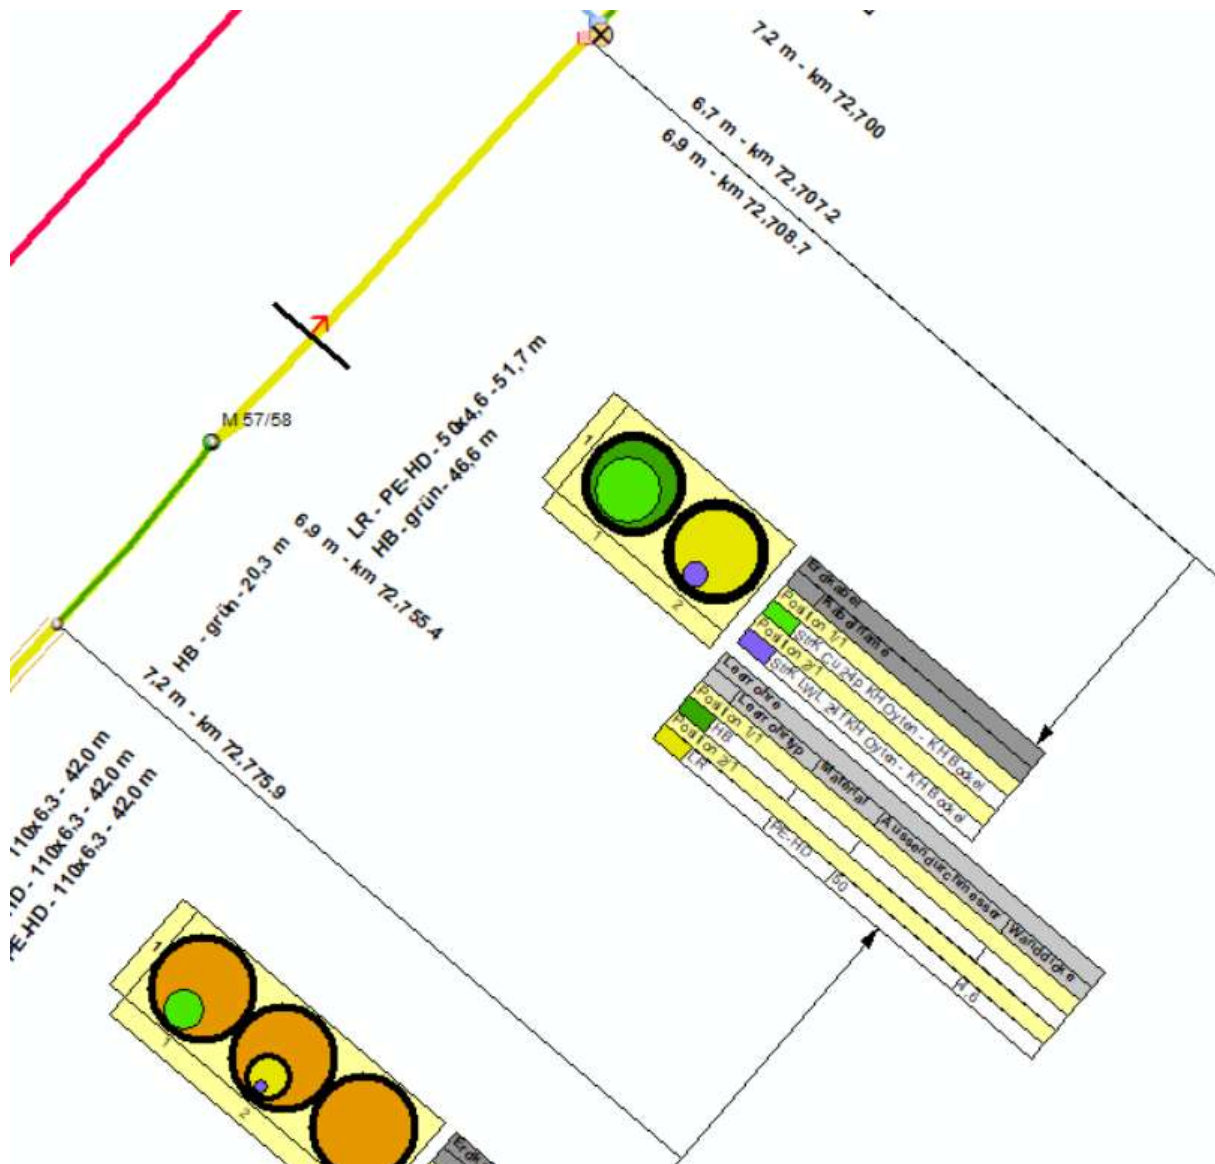 7.2 m - km 72,700
6,7 m - km 72,707.2
6,9 m - km 72,708.7
M 57/58
LR - PE-HD - 50x4,6 - 51,7 m
HB - grün - 46,6 m
6,9 m - km 72,755.4
HB - grün - 20,3 m
7,2 m - km 72,775.9
110x6.3 - 42.0 m
HD - 110x6.3 - 42.0 m
PE-HD - 110x6.3 - 42.0 m
1
1
2
Erdkabel
Kabelname
Position 1/1
StrK Cu 24p KH Oyten - KH Bockel
Position 2/1
StrK LWL 24f KH Oyten - KH Bockel
Leerrohre
Leerrohrtyp Material Aussendurchmesser Wanddicke
Position 1/1
HB
Position 2/1
LR PE-HD 50 4,6
1
1
2